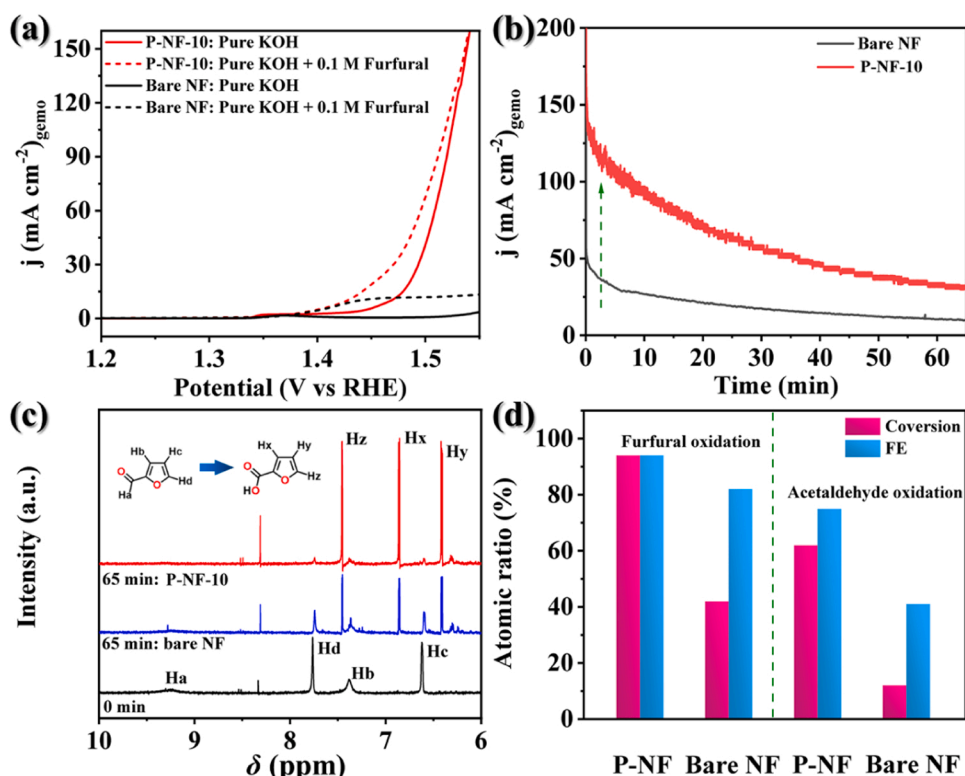 (a)
P-NF-10: Pure KOH
P-NF-10: Pure KOH + 0.1 M Furfural
Bare NF: Pure KOH
Bare NF: Pure KOH + 0.1 M Furfural
j (mA cm⁻²)gemo
150
120
90
60
30
0
1.2 1.3 1.4 1.5
Potential (V vs RHE)
(b)
Bare NF
P-NF-10
j (mA cm⁻²)gemo
200
150
100
50
0
0 10 20 30 40 50 60
Time (min)
(c)
Hb Hc
Ha
Hd
O
O
Hx Hy
Hz
O
OH
O
Hz Hx Hy
65 min: P-NF-10
65 min: bare NF
Ha Hd Hb Hc
0 min
Intensity (a.u.)
10 9 8 7 6
δ (ppm)
(d)
Coversion
FE
Furfural oxidation
Acetaldehyde oxidation
Atomic ratio (%)
100
80
60
40
20
0
P-NF Bare NF P-NF Bare NF